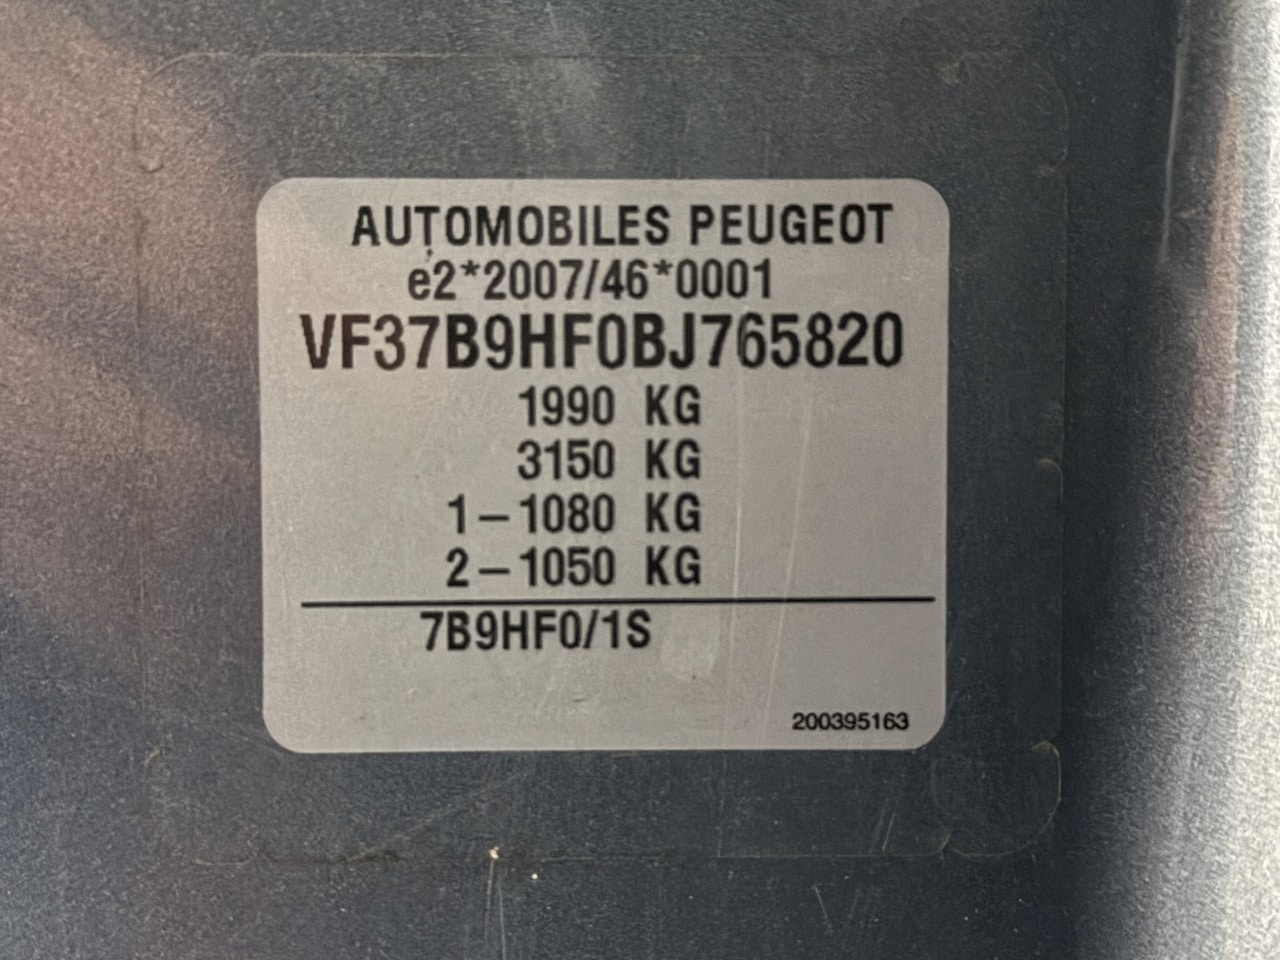 AUTOMOBILES PEUGEOT
e2*2007/46*0001
VF37B9HF0BJ765820
1990 KG
3150 KG
1-1080 KG
2-1050 KG
7B9HF0/1S
200395163